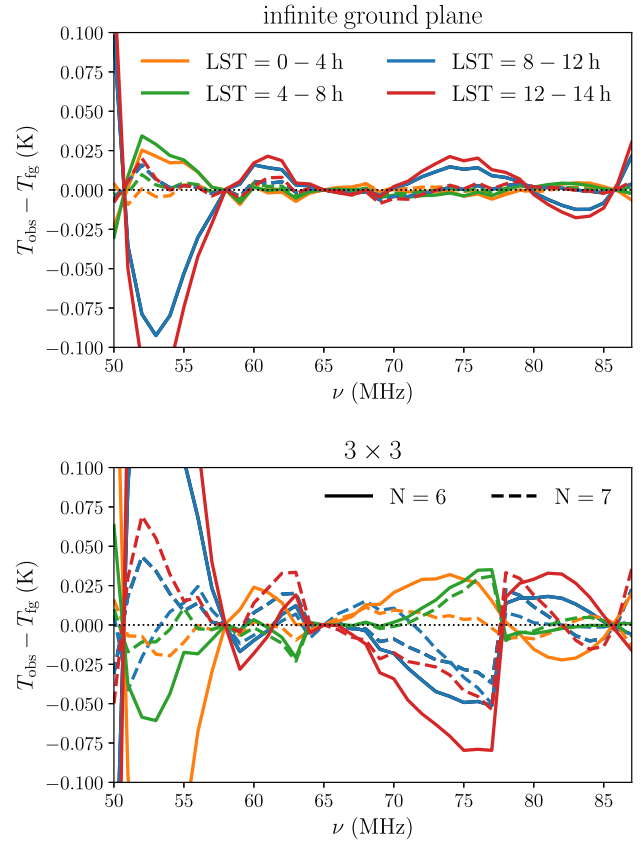 infinite ground plane
0.100
0.075
0.050
0.025
0.000
−0.025
−0.050
−0.075
−0.100
T_obs − T_fg (K)
LST = 0 − 4 h
LST = 4 − 8 h
LST = 8 − 12 h
LST = 12 − 14 h
50 55 60 65 70 75 80 85
ν (MHz)
3 × 3
0.100
0.075
0.050
0.025
0.000
−0.025
−0.050
−0.075
−0.100
T_obs − T_fg (K)
N = 6 N = 7
50 55 60 65 70 75 80 85
ν (MHz)